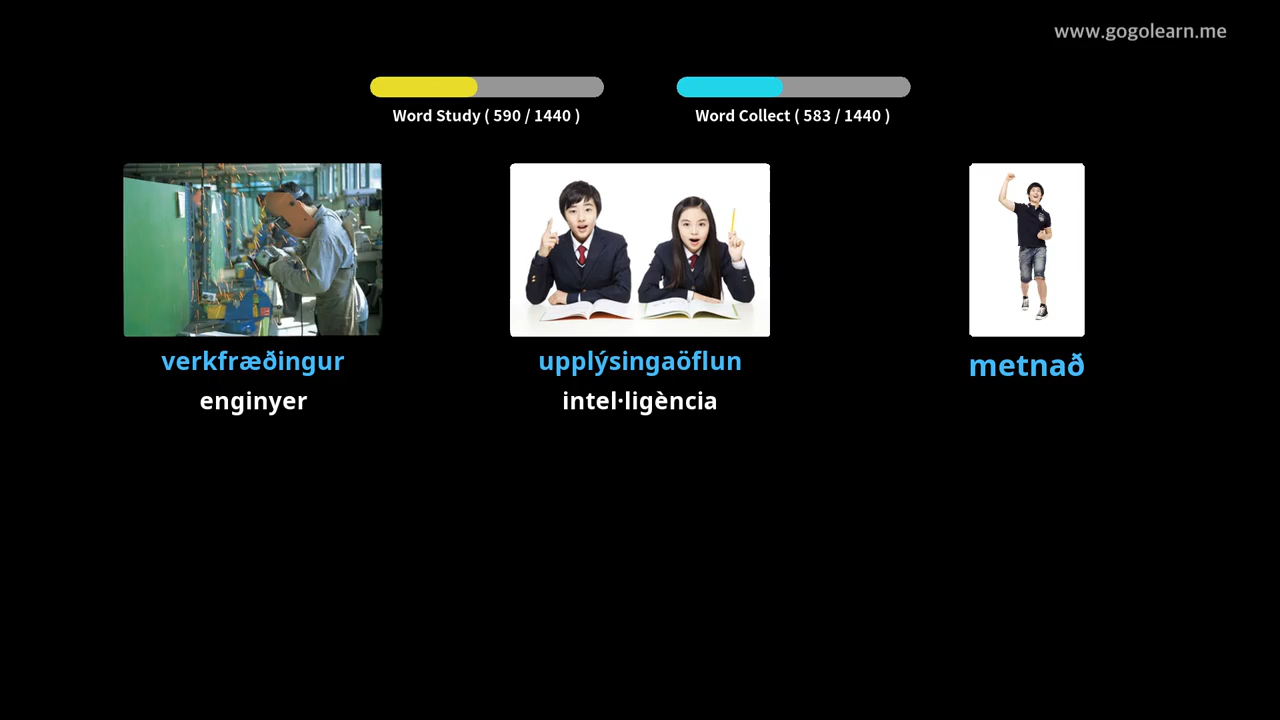 www.gogolearn.me
Word Study ( 590 / 1440 )
Word Collect ( 583 / 1440 )
verkfræðingur
enginyer
upplýsingaöflun
intel·ligència
metnað